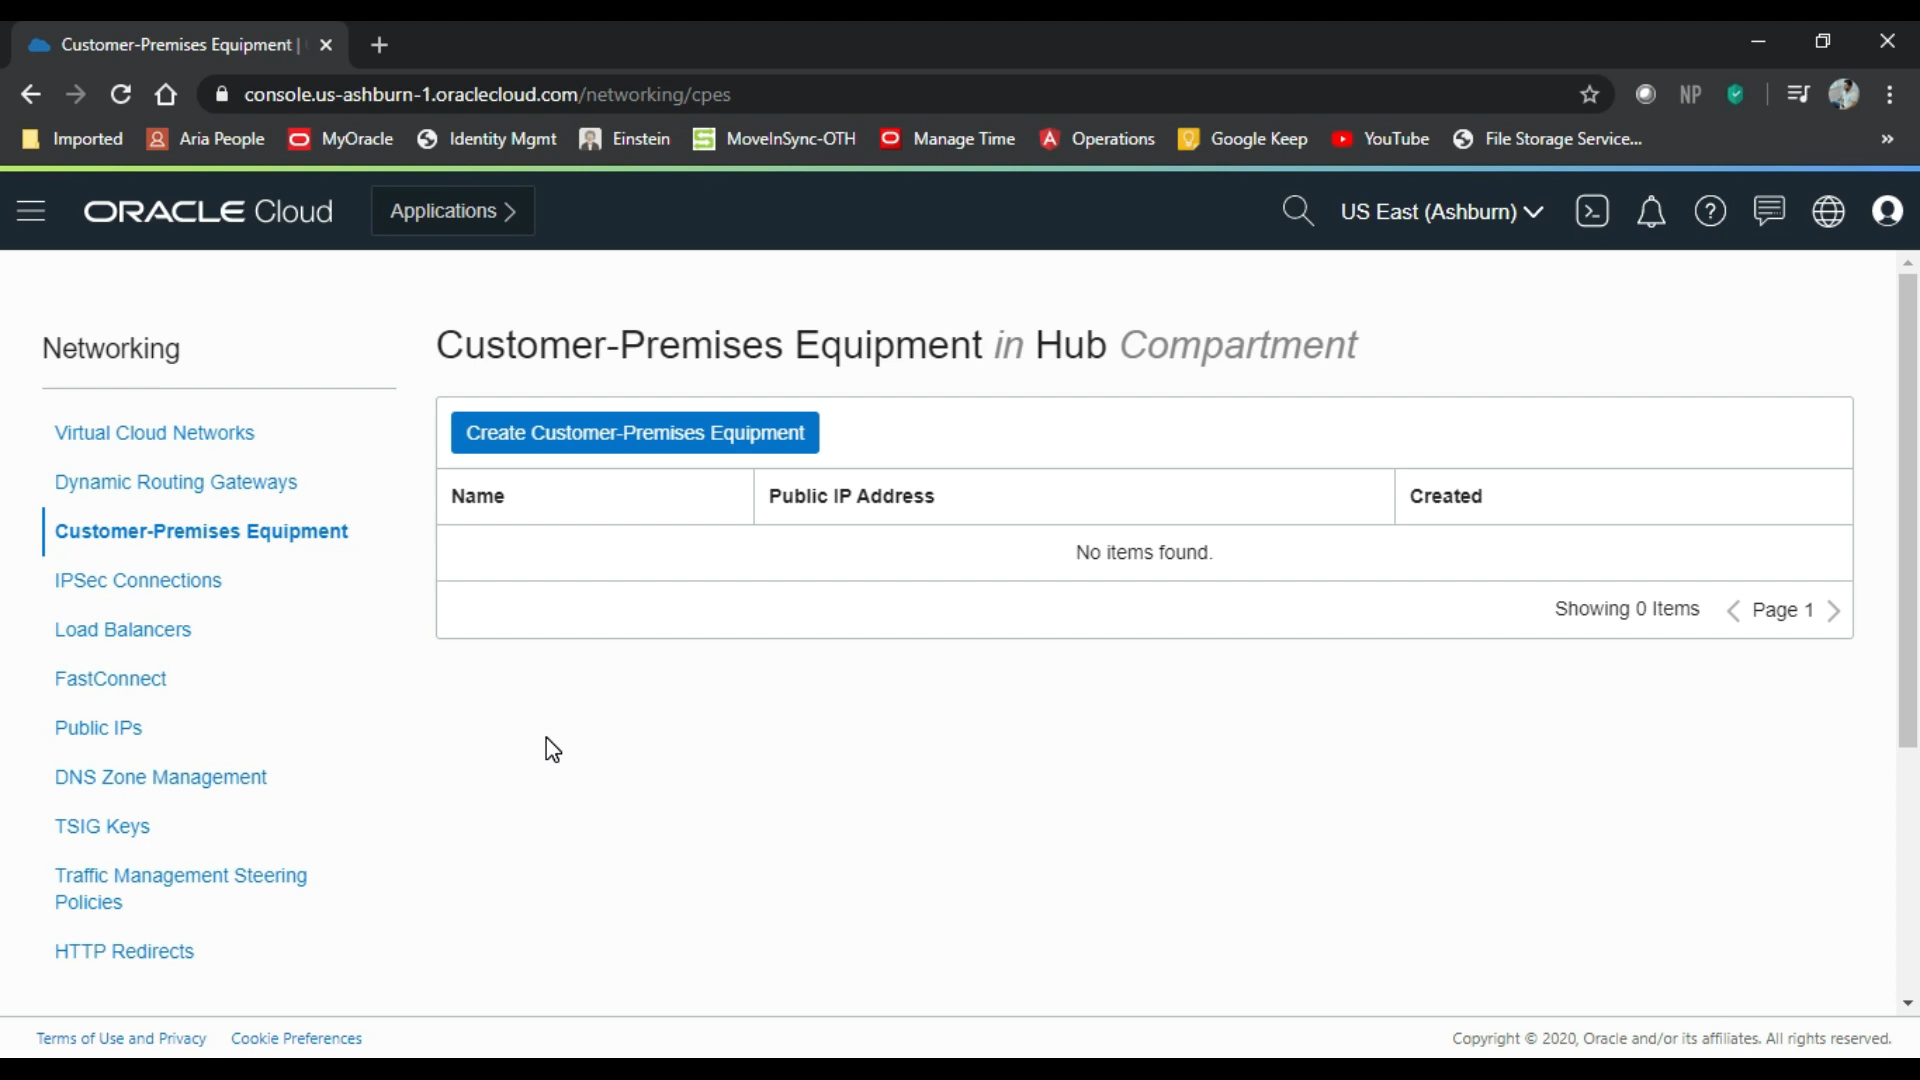 Customer-Premises Equipment |
console.us-ashburn-1.oraclecloud.com/networking/cpes
NP
Imported Aria People MyOracle Identity Mgmt Einstein MoveInSync-OTH Manage Time Operations Google Keep YouTube File Storage Service... »
ORACLE Cloud Applications US East (Ashburn)
Networking
Customer-Premises Equipment in Hub Compartment
Virtual Cloud Networks
Dynamic Routing Gateways
Customer-Premises Equipment
IPSec Connections
Load Balancers
FastConnect
Public IPs
DNS Zone Management
TSIG Keys
Traffic Management Steering
Policies
HTTP Redirects
Create Customer-Premises Equipment
Name Public IP Address Created
No items found.
Showing 0 Items < Page 1 >
Terms of Use and Privacy Cookie Preferences Copyright © 2020, Oracle and/or its affiliates. All rights reserved.